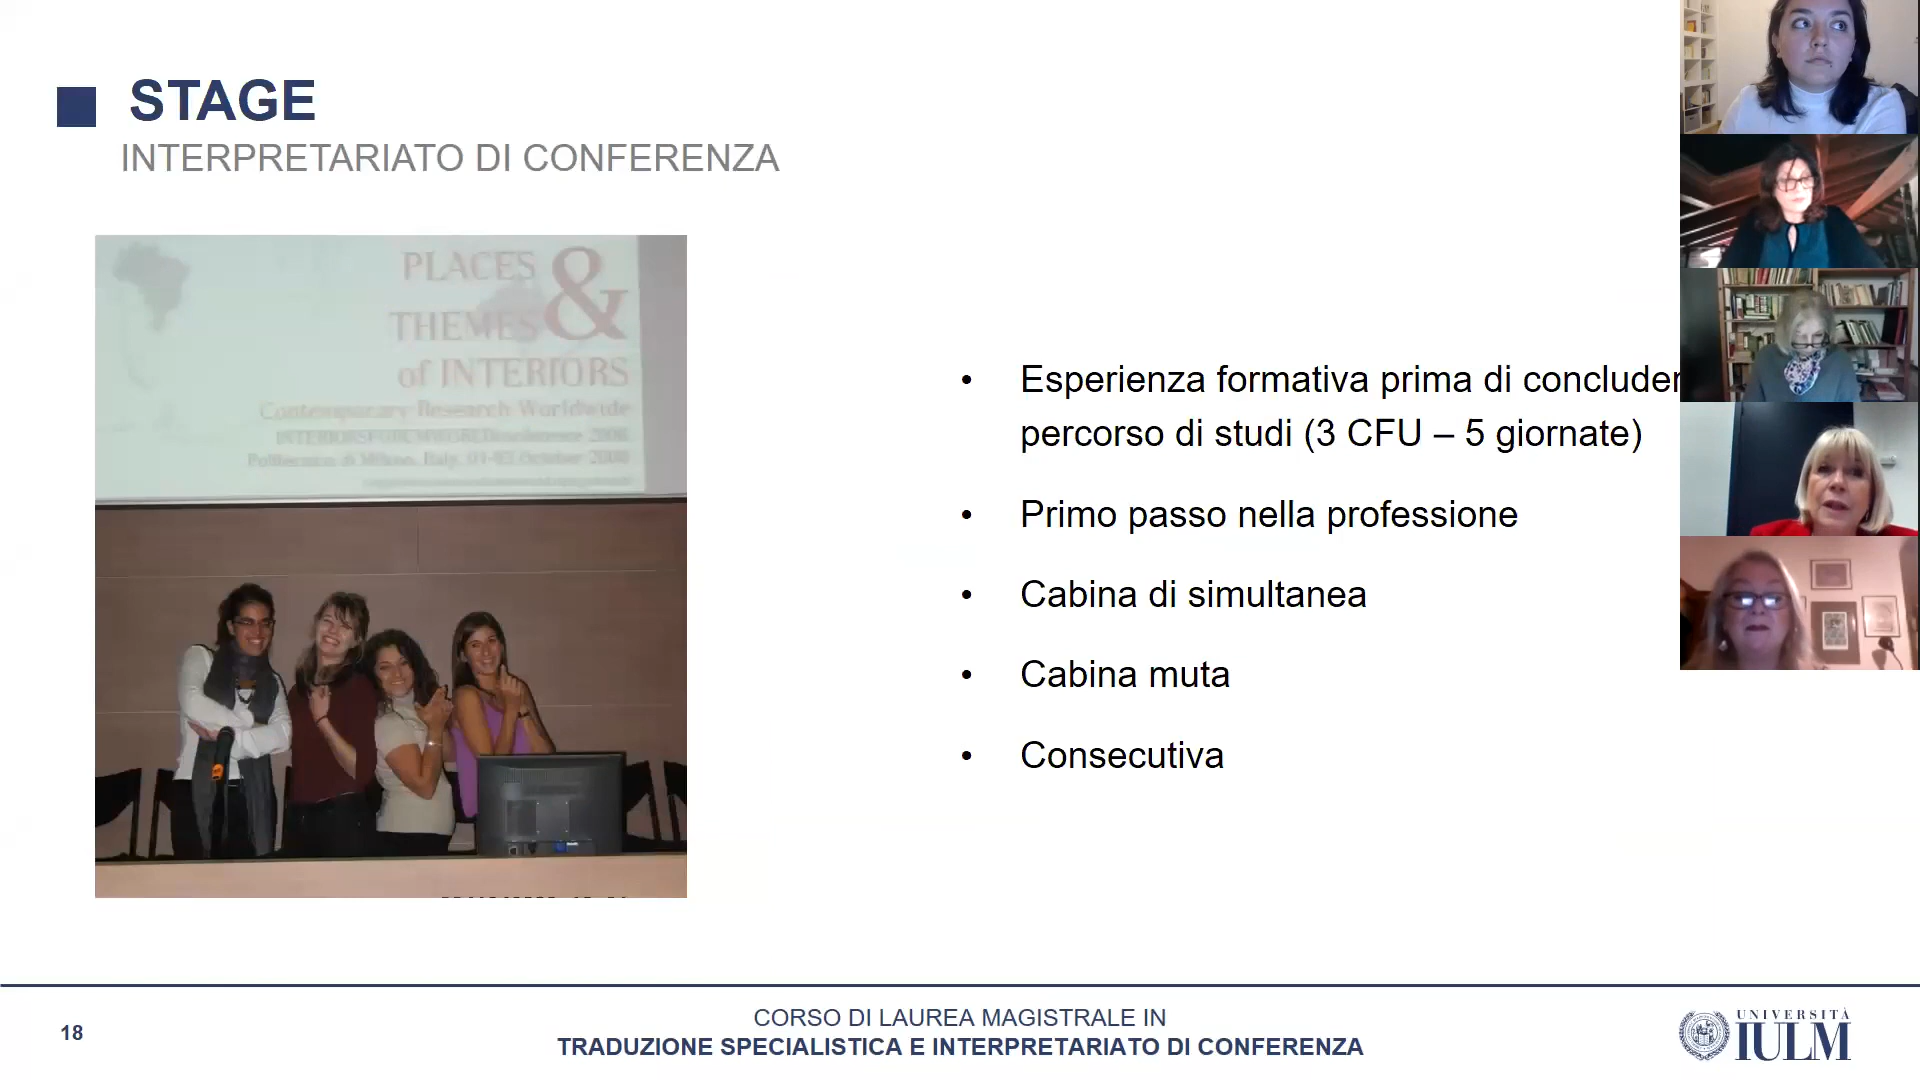 STAGE
INTERPRETARIATO DI CONFERENZA
PLACES &
THEMES
of INTERIORS
Contemporary Research Worldwide
Politecnico di Milano, Italy, 01-03 October 2008
• Esperienza formativa prima di concluder
percorso di studi (3 CFU – 5 giornate)
• Primo passo nella professione
• Cabina di simultanea
• Cabina muta
• Consecutiva
18
CORSO DI LAUREA MAGISTRALE IN
TRADUZIONE SPECIALISTICA E INTERPRETARIATO DI CONFERENZA
UNIVERSITÀ
IULM